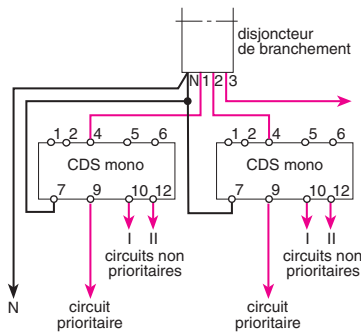 disjoncteur
de branchement
N 1 2 3
1 2 4 5 6
CDS mono
7 9 10 12
1 2 4 5 6
CDS mono
7 9 10 12
I II
circuits non
prioritaires
I II
circuits non
prioritaires
N
circuit
prioritaire
circuit
prioritaire